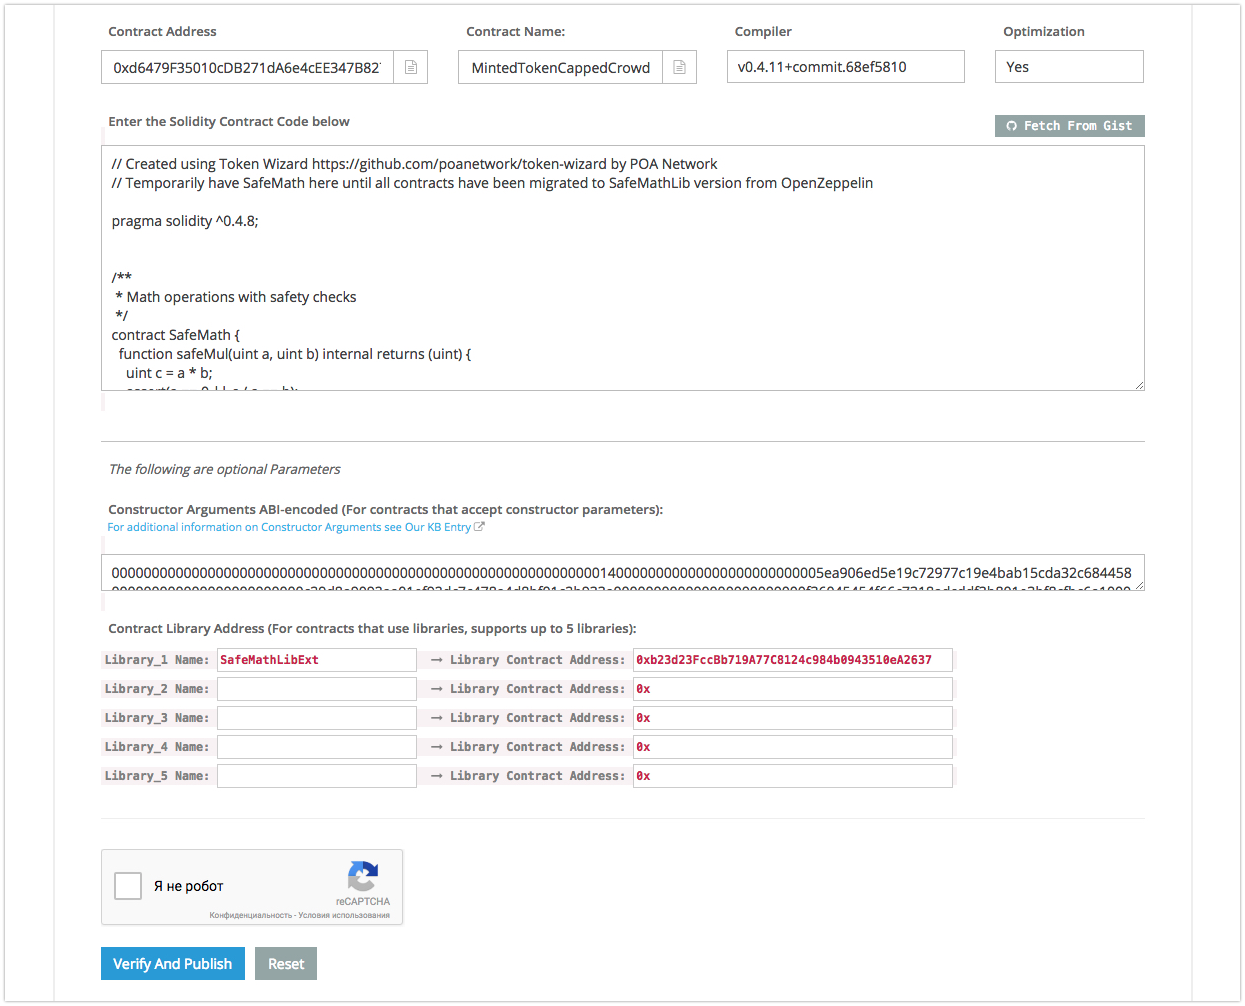 Contract Address
Contract Name:
Compiler
Optimization
0xd6479F35010cDB271dA6e4cEE347B82
MintedTokenCappedCrowd
v0.4.11+commit.68ef5810
Yes
Enter the Solidity Contract Code below
Fetch From Gist
// Created using Token Wizard https://github.com/poanetwork/token-wizard by POA Network
// Temporarily have SafeMath here until all contracts have been migrated to SafeMathLib version from OpenZeppelin
pragma solidity ^0.4.8;
/**
* Math operations with safety checks
*/
contract SafeMath {
function safeMul(uint a, uint b) internal returns (uint) {
uint c = a * b;
The following are optional Parameters
Constructor Arguments ABI-encoded (For contracts that accept constructor parameters):
For additional information on Constructor Arguments see Our KB Entry
Contract Library Address (For contracts that use libraries, supports up to 5 libraries):
Library_1 Name: SafeMathLibExt → Library Contract Address: 0xb23d23FccBb719A77C8124c984b0943510eA2637
Library_2 Name: → Library Contract Address: 0x
Library_3 Name: → Library Contract Address: 0x
Library_4 Name: → Library Contract Address: 0x
Library_5 Name: → Library Contract Address: 0x
Я не робот
reCAPTCHA
Конфиденциальность - Условия использования
Verify And Publish
Reset